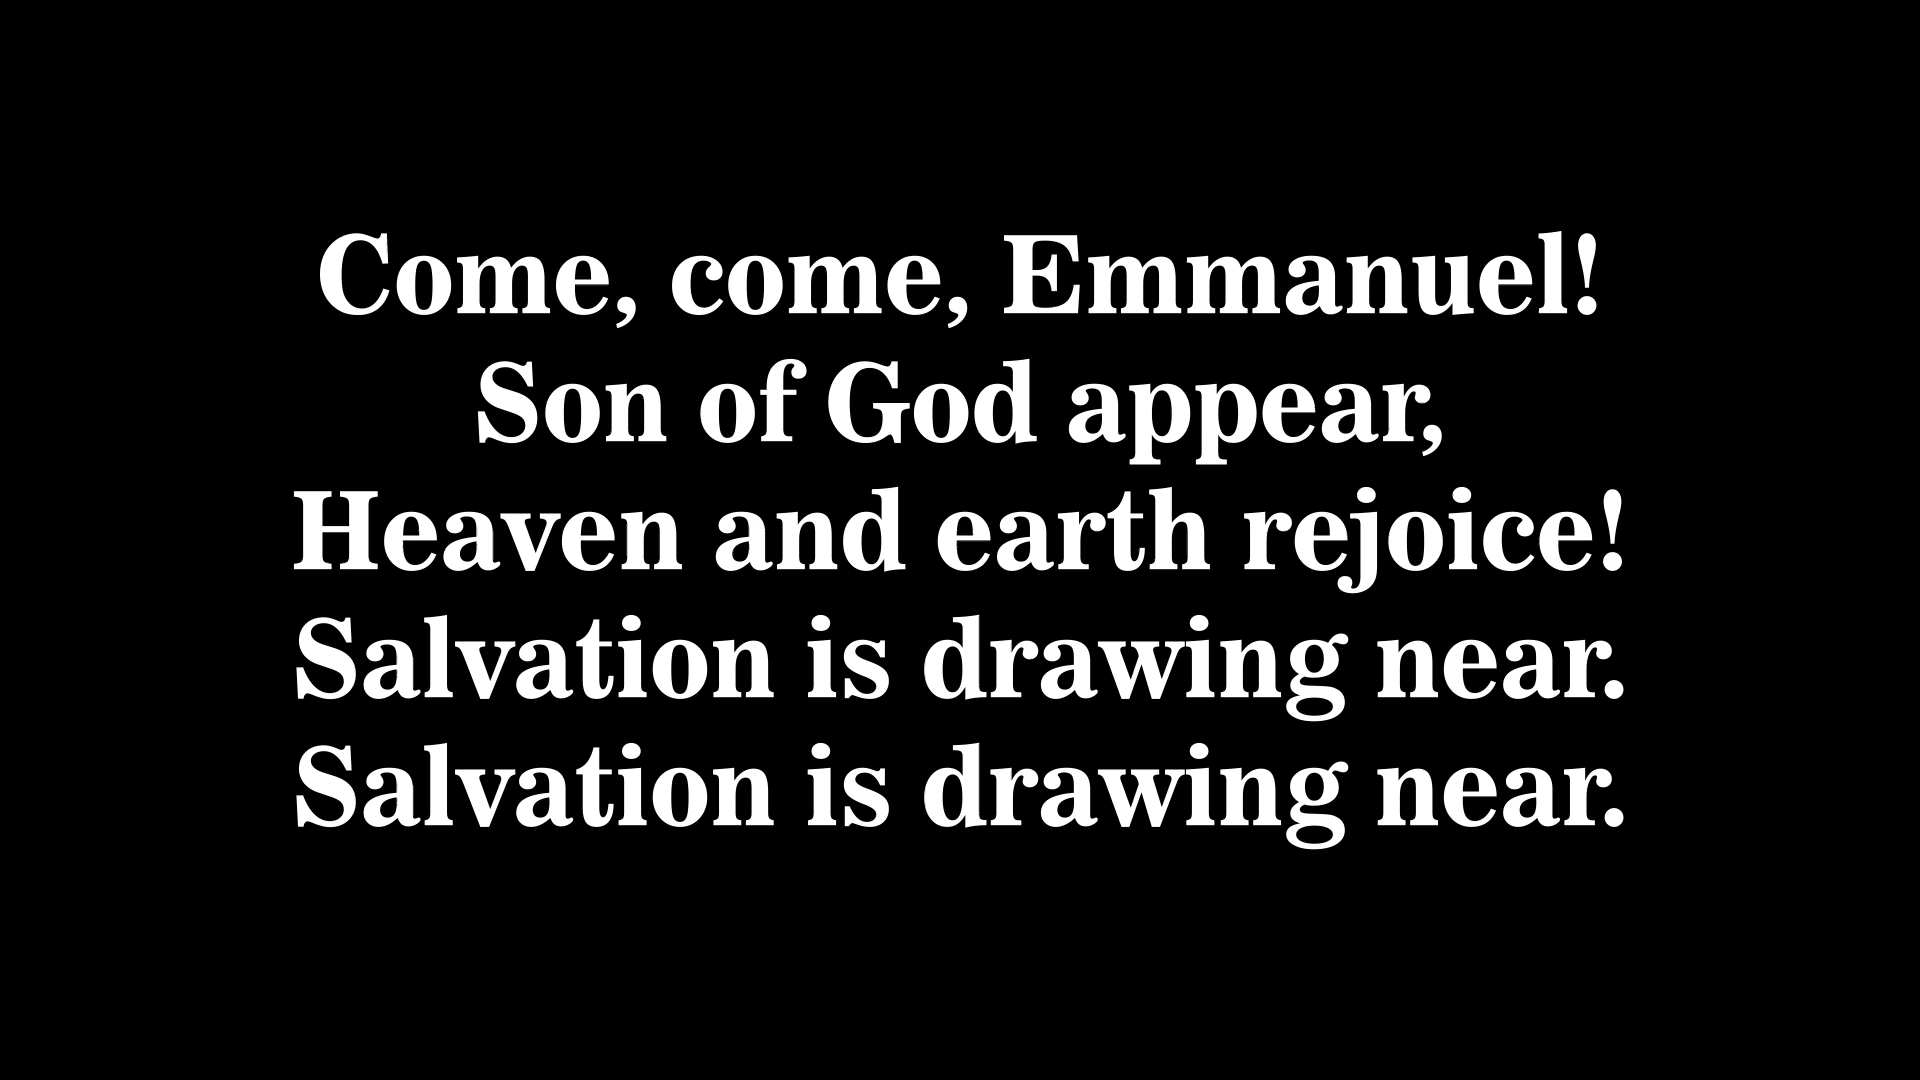 Come, come, Emmanuel!
Son of God appear,
Heaven and earth rejoice!
Salvation is drawing near.
Salvation is drawing near.